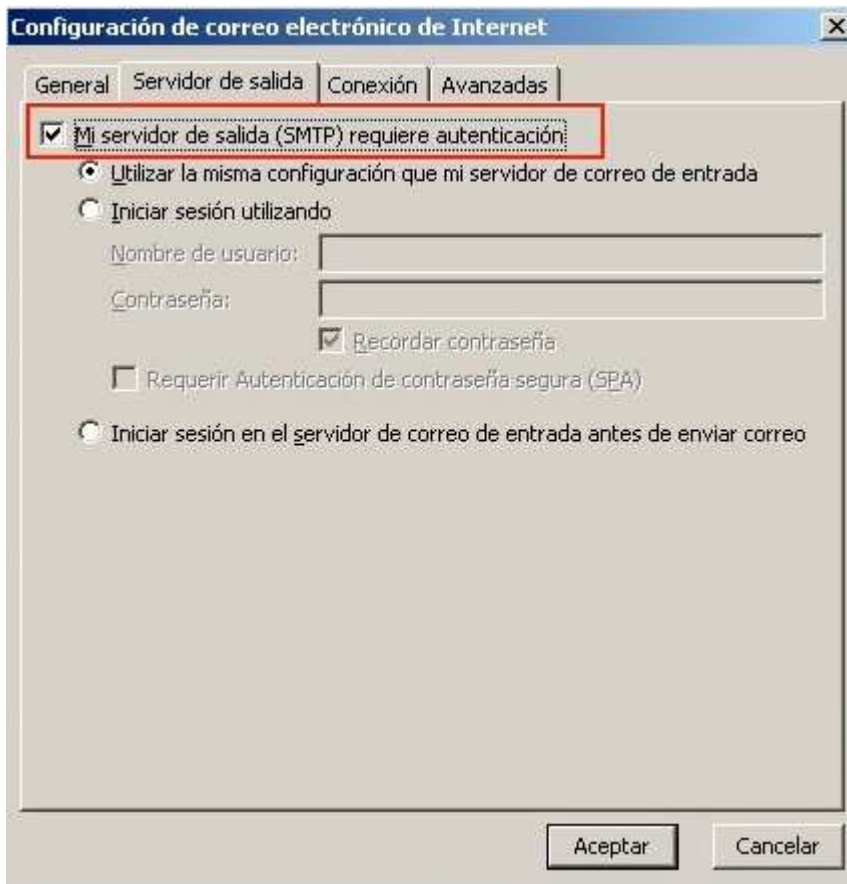 Configuración de correo electrónico de Internet
General Servidor de salida Conexión Avanzadas
Mi servidor de salida (SMTP) requiere autenticación
Utilizar la misma configuración que mi servidor de correo de entrada
Iniciar sesión utilizando
Nombre de usuario:
Contraseña:
Recordar contraseña
Requerir Autenticación de contraseña segura (SPA)
Iniciar sesión en el servidor de correo de entrada antes de enviar correo
Aceptar Cancelar